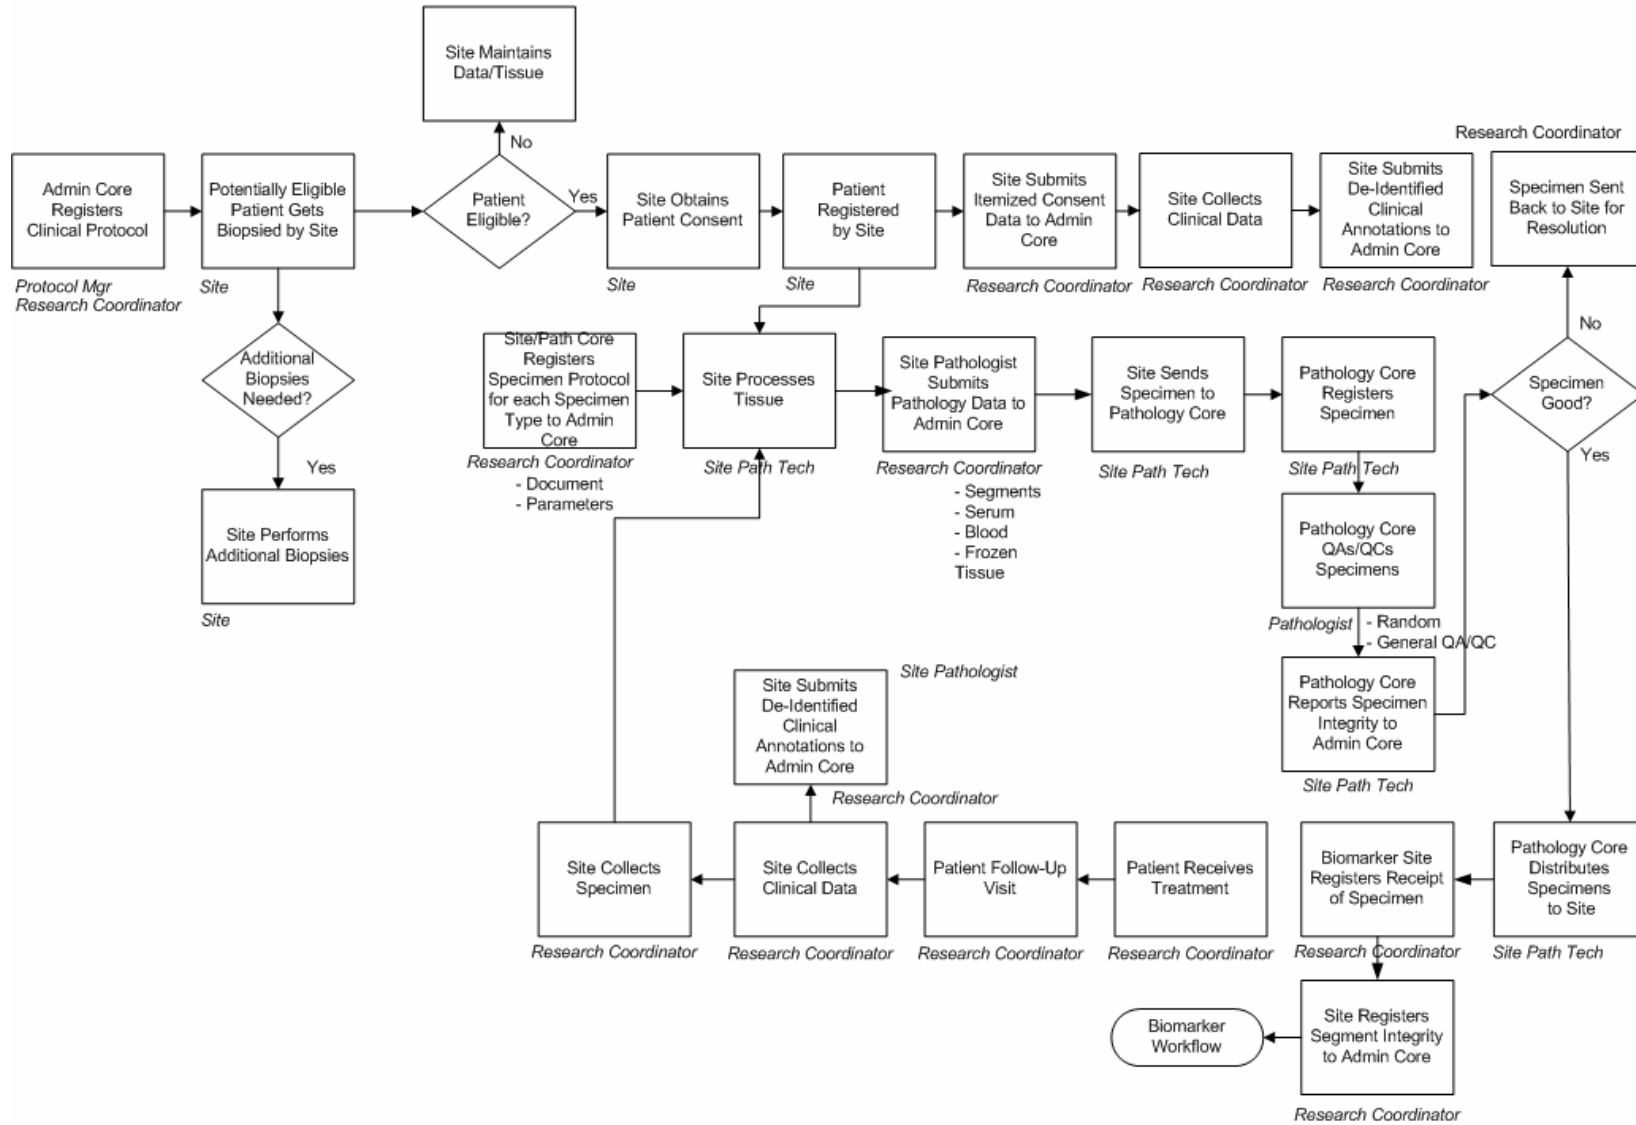 Site Maintains
Data/Tissue
No
Research Coordinator
Admin Core
Registers
Clinical Protocol
Protocol Mgr
Research Coordinator
Potentially Eligible
Patient Gets
Biopsied by Site
Site
Patient
Eligible?
Yes
Site Obtains
Patient Consent
Site
Patient
Registered
by Site
Site
Site Submits
Itemized Consent
Data to Admin
Core
Research Coordinator
Site Collects
Clinical Data
Research Coordinator
Site Submits
De-Identified
Clinical
Annotations to
Admin Core
Research Coordinator
Specimen Sent
Back to Site for
Resolution
No
Additional
Biopsies
Needed?
Yes
Site Performs
Additional Biopsies
Site
Site/Path Core
Registers
Specimen Protocol
for each Specimen
Type to Admin
Core
Research Coordinator
- Document
- Parameters
Site Processes
Tissue
Site Path Tech
Site Pathologist
Submits
Pathology Data to
Admin Core
Research Coordinator
- Segments
- Serum
- Blood
- Frozen
Tissue
Site Sends
Specimen to
Pathology Core
Site Path Tech
Pathology Core
Registers
Specimen
Site Path Tech
Specimen
Good?
Yes
Pathology Core
QAs/QCs
Specimens
Pathologist
- Random
- General QA/QC
Pathology Core
Reports Specimen
Integrity to
Admin Core
Site Path Tech
Site Pathologist
Site Submits
De-Identified
Clinical
Annotations to
Admin Core
Research Coordinator
Site Collects
Specimen
Research Coordinator
Site Collects
Clinical Data
Research Coordinator
Patient Follow-Up
Visit
Research Coordinator
Patient Receives
Treatment
Research Coordinator
Biomarker Site
Registers Receipt
of Specimen
Research Coordinator
Pathology Core
Distributes
Specimens
to Site
Site Path Tech
Biomarker
Workflow
Site Registers
Segment Integrity
to Admin Core
Research Coordinator